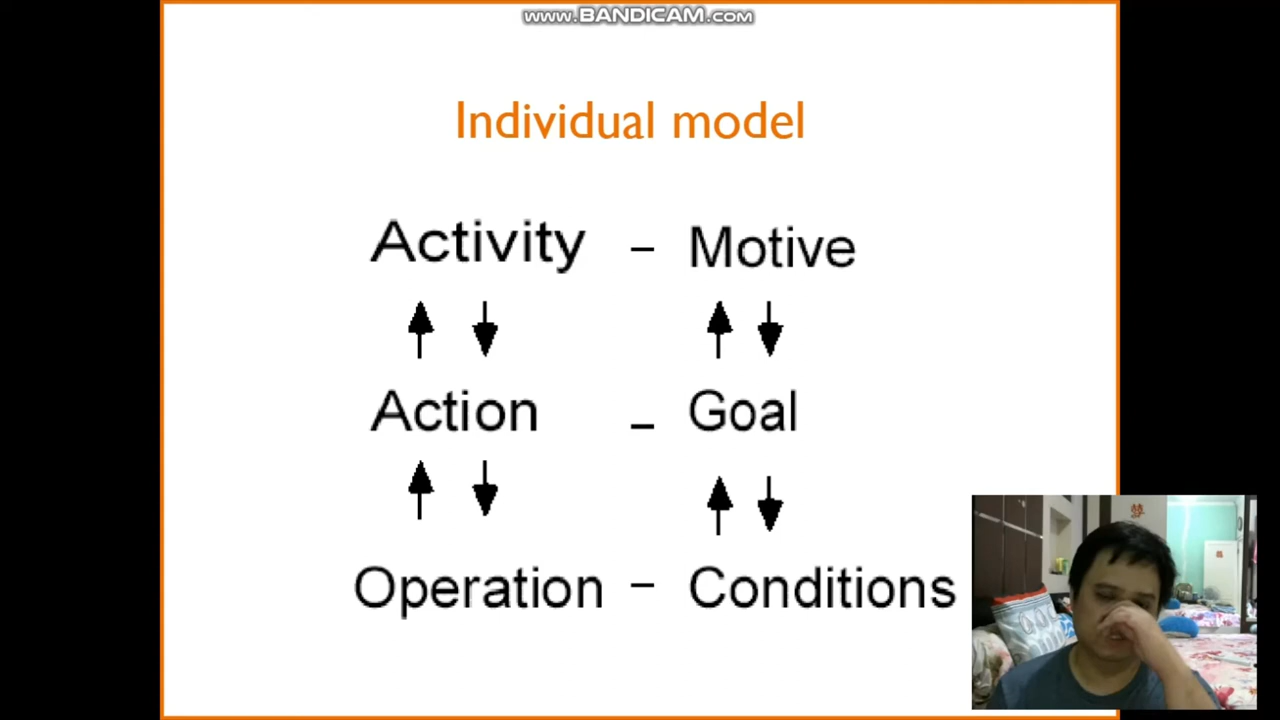 www.BANDICAM.com
Individual model
Activity – Motive
Action – Goal
Operation – Conditions